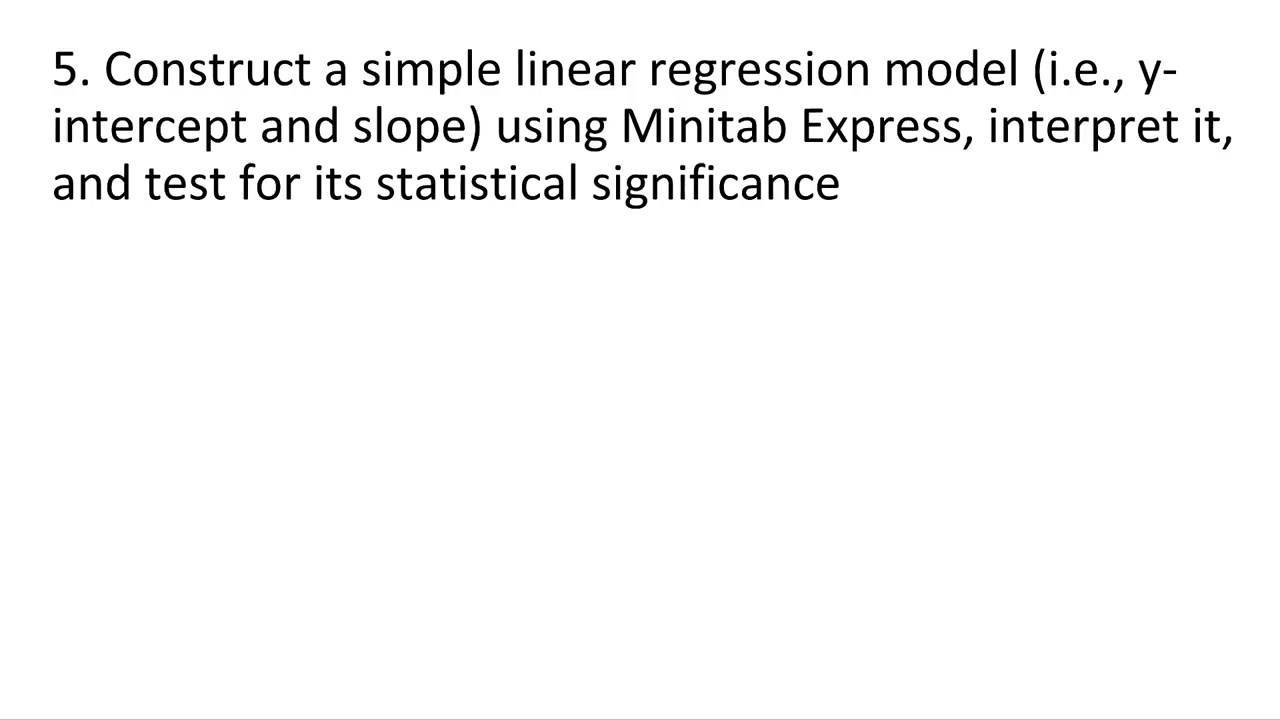 5. Construct a simple linear regression model (i.e., y-
intercept and slope) using Minitab Express, interpret it,
and test for its statistical significance